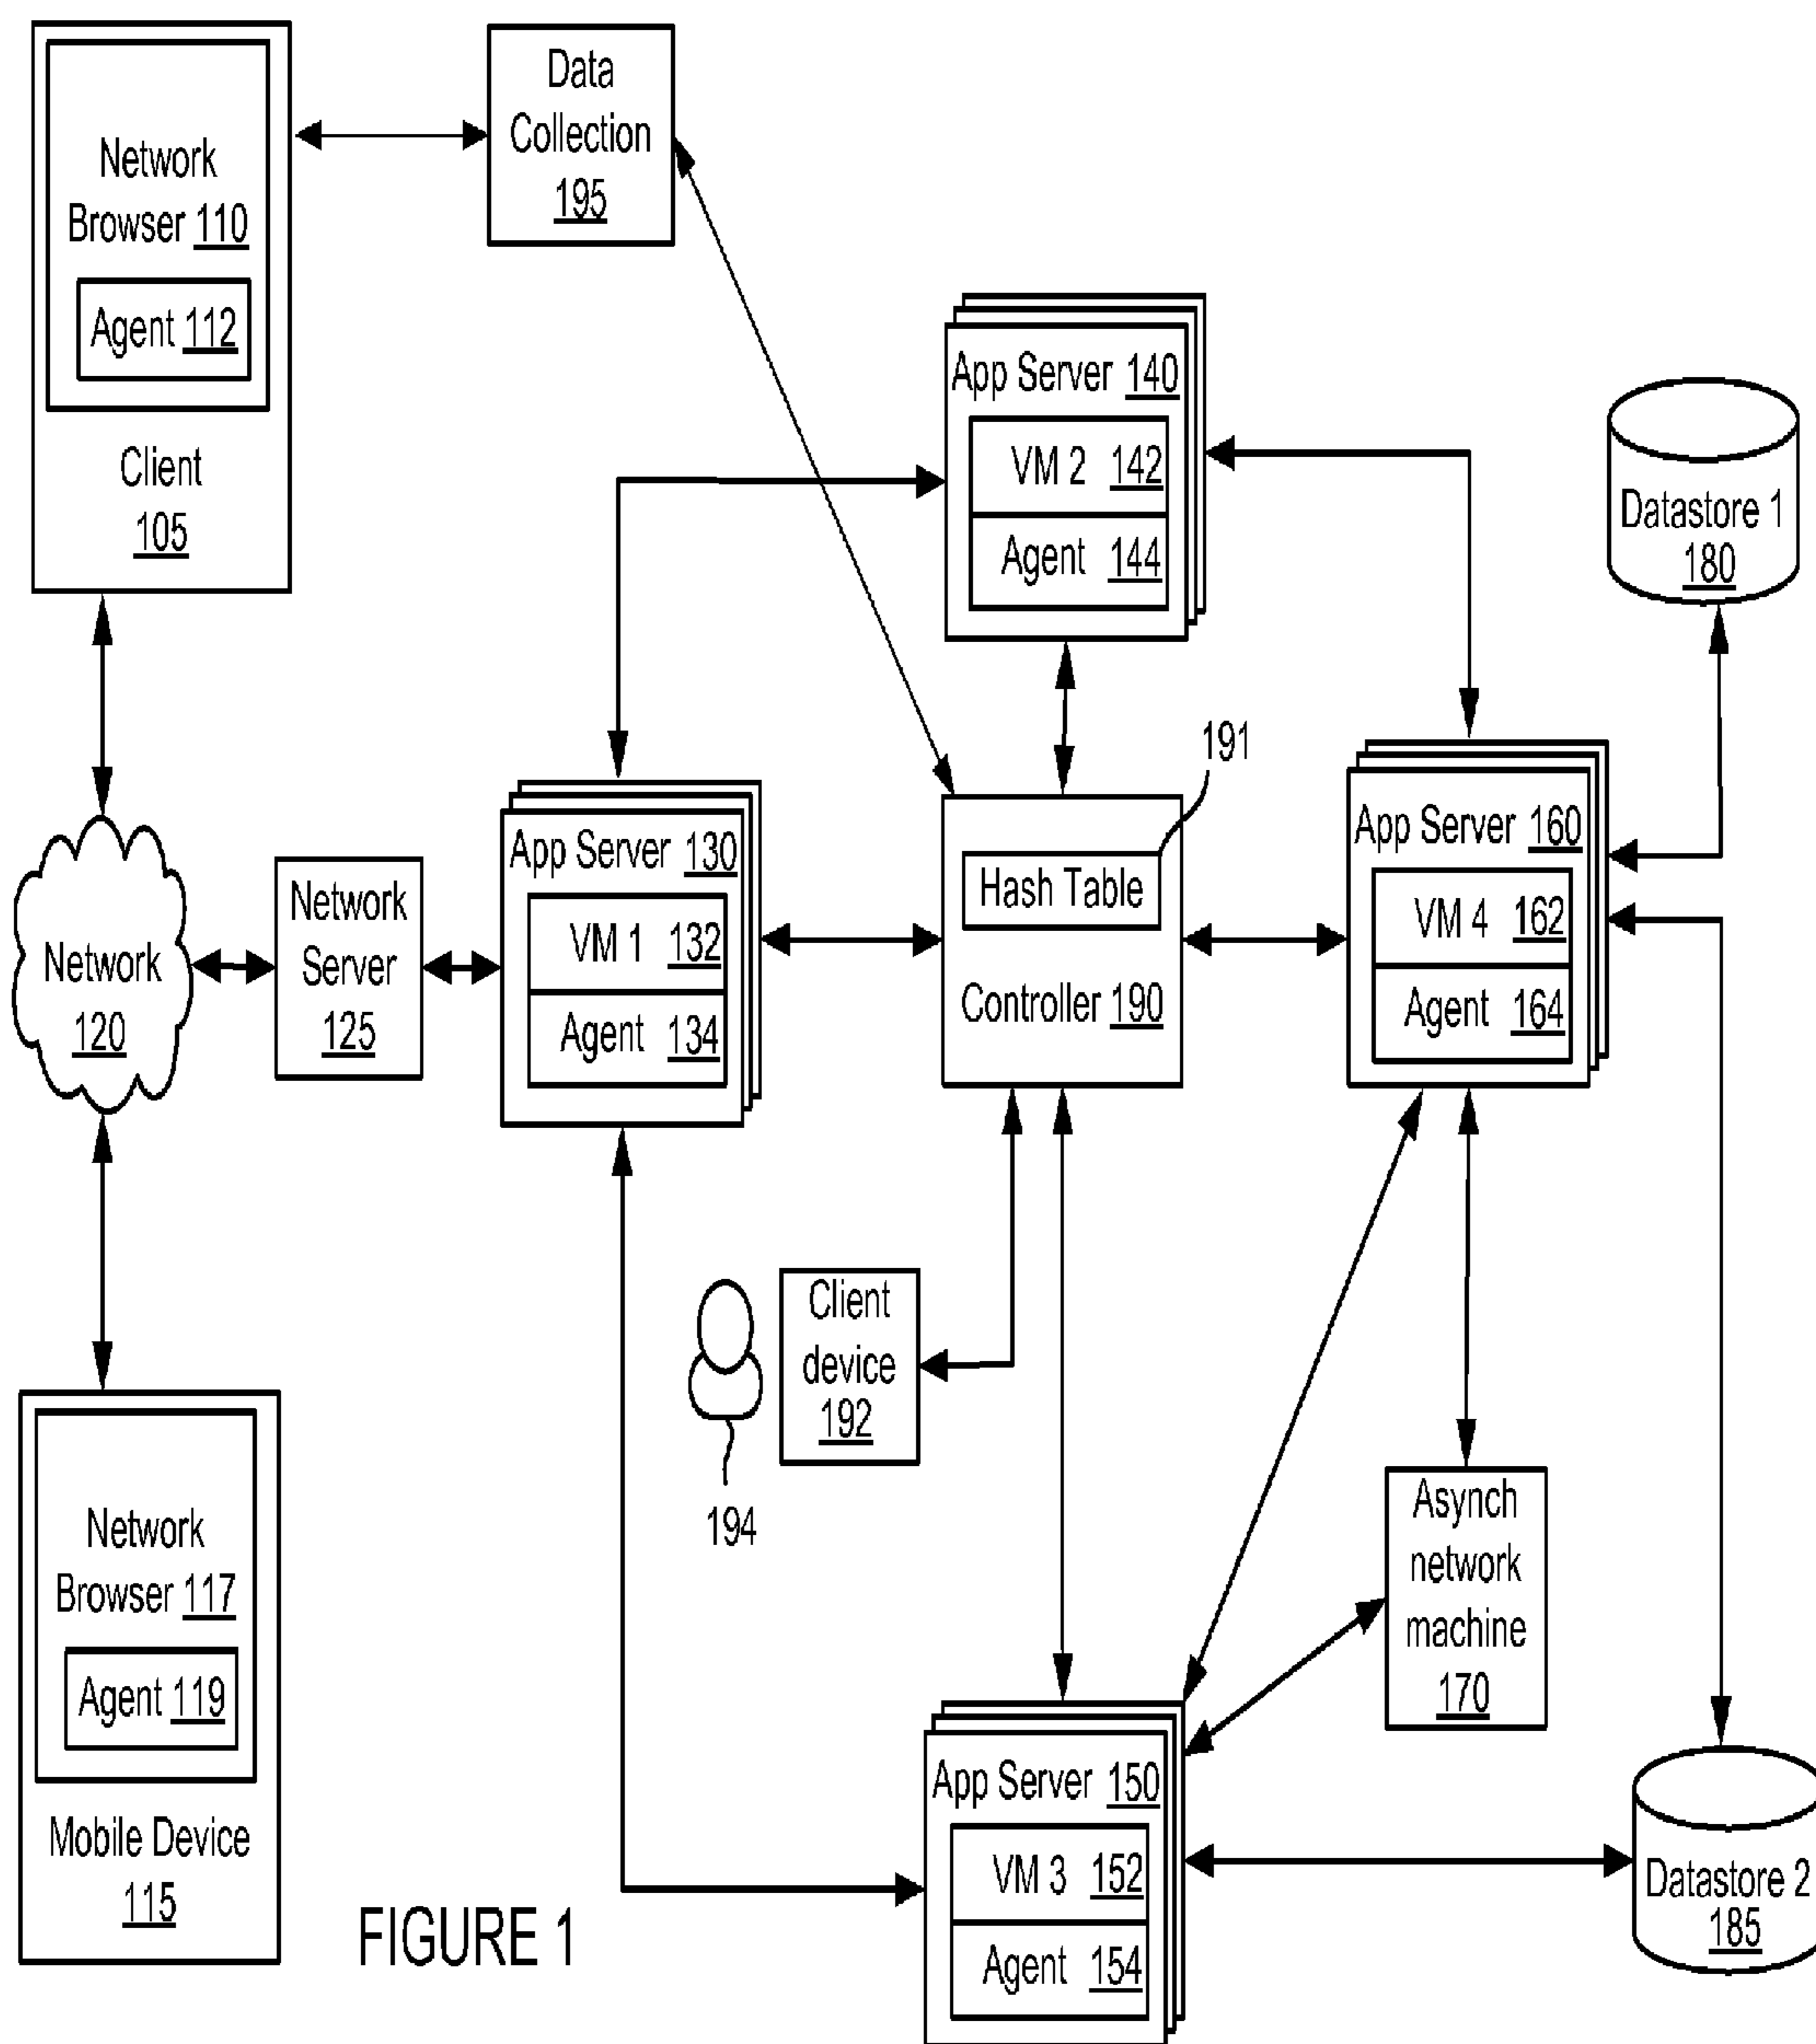 Network
Browser 110
Agent 112
Client
105
Data
Collection
195
App Server 140
VM 2 142
Agent 144
Datastore 1
180
191
Network
120
Network
Server
125
App Server 130
VM 1 132
Agent 134
Hash Table
Controller 190
App Server 160
VM 4 162
Agent 164
Client
device
192
194
Asynch
network
machine
170
Network
Browser 117
Agent 119
Mobile Device
115
App Server 150
VM 3 152
Agent 154
Datastore 2
185
FIGURE 1